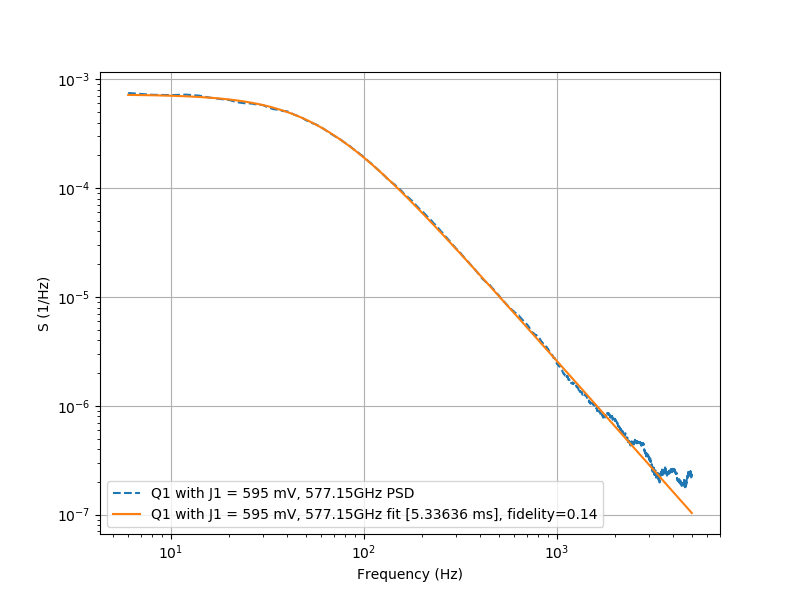 10⁻³
10⁻⁴
10⁻⁵
10⁻⁶
10⁻⁷
S (1/Hz)
Q1 with J1 = 595 mV, 577.15GHz PSD
Q1 with J1 = 595 mV, 577.15GHz fit [5.33636 ms], fidelity=0.14
10¹ 10² 10³
Frequency (Hz)